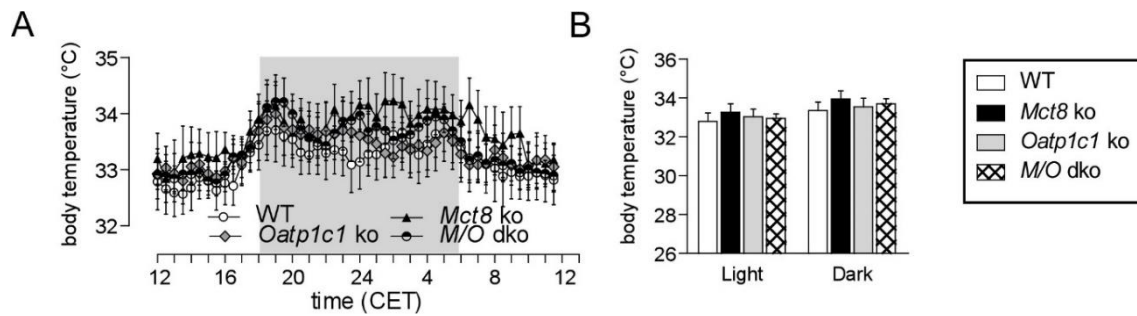 A
body temperature (°C)
35
34
33
32
WT
Mct8 ko
Oatp1c1 ko
M/O dko
12 16 20 24 4 8 12
time (CET)
B
body temperature (°C)
36
34
32
30
28
26
Light Dark
WT
Mct8 ko
Oatp1c1 ko
M/O dko